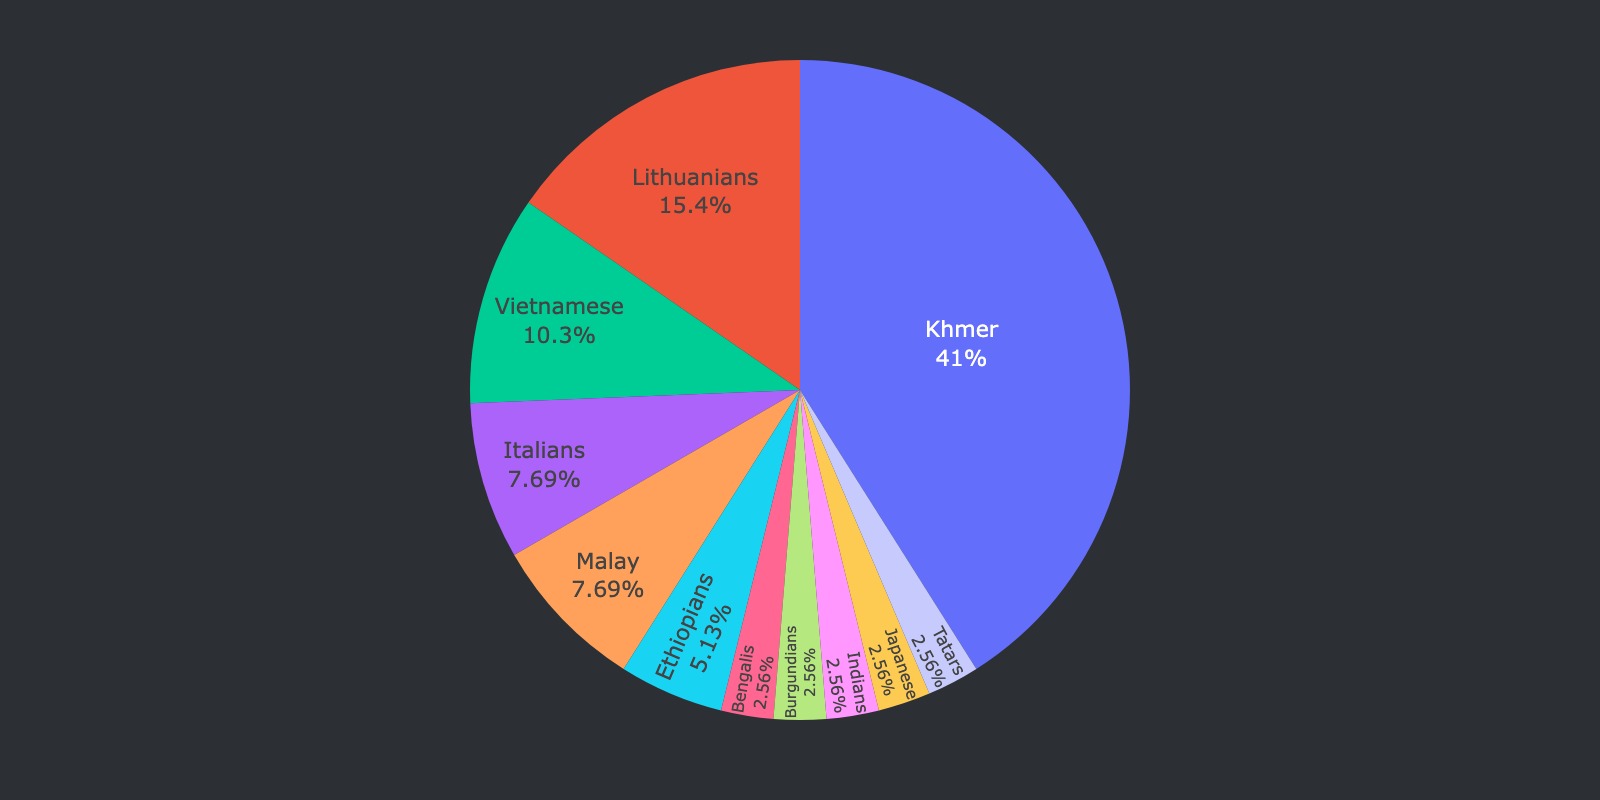 Lithuanians
15.4%
Khmer
41%
Vietnamese
10.3%
Italians
7.69%
Malay
7.69%
Ethiopians
5.13%
Bengalis
2.56%
Burgundians
2.56%
Indians
2.56%
Japanese
2.56%
Tatars
2.56%